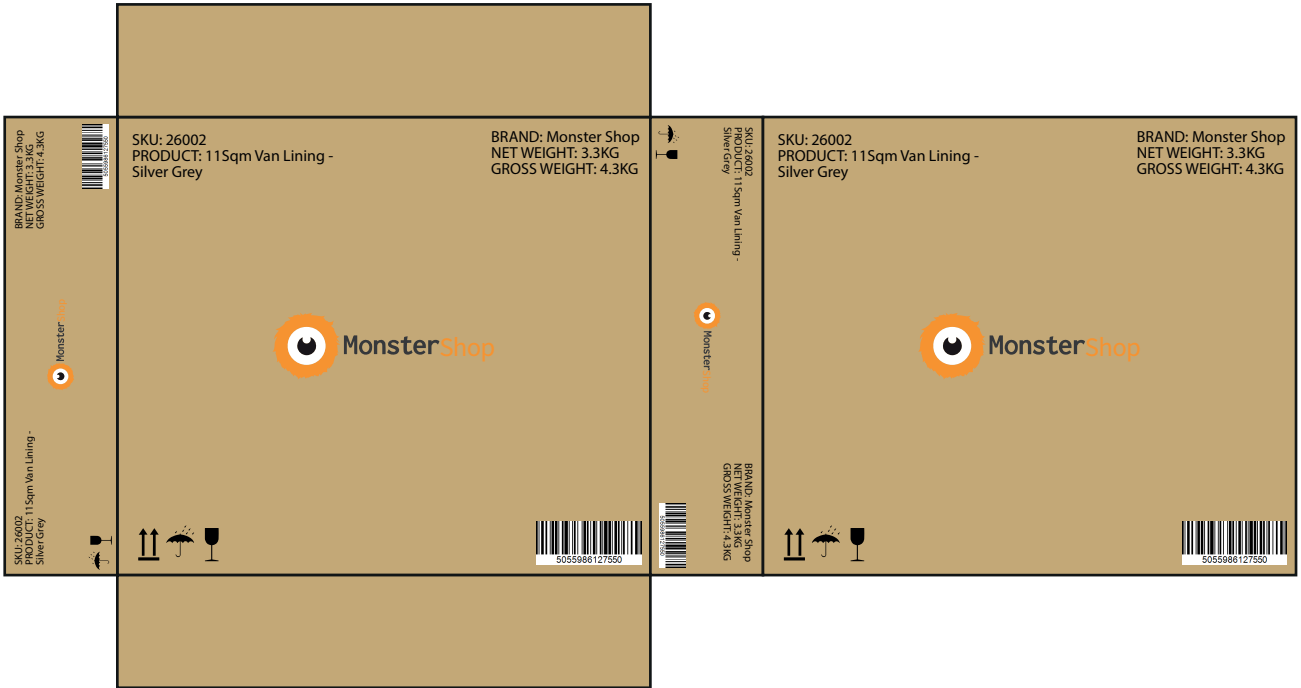 BRAND: Monster Shop
NET WEIGHT: 3.3KG
GROSS WEIGHT: 4.3KG
5055986127550
MonsterShop
SKU: 26002
PRODUCT: 11Sqm Van Lining -
Silver Grey
SKU: 26002
PRODUCT: 11Sqm Van Lining -
Silver Grey
BRAND: Monster Shop
NET WEIGHT: 3.3KG
GROSS WEIGHT: 4.3KG
MonsterShop
5055986127550
SKU: 26002
PRODUCT: 11Sqm Van Lining -
Silver Grey
MonsterShop
BRAND: Monster Shop
NET WEIGHT: 3.3KG
GROSS WEIGHT: 4.3KG
5055986127550
SKU: 26002
PRODUCT: 11Sqm Van Lining -
Silver Grey
BRAND: Monster Shop
NET WEIGHT: 3.3KG
GROSS WEIGHT: 4.3KG
MonsterShop
5055986127550